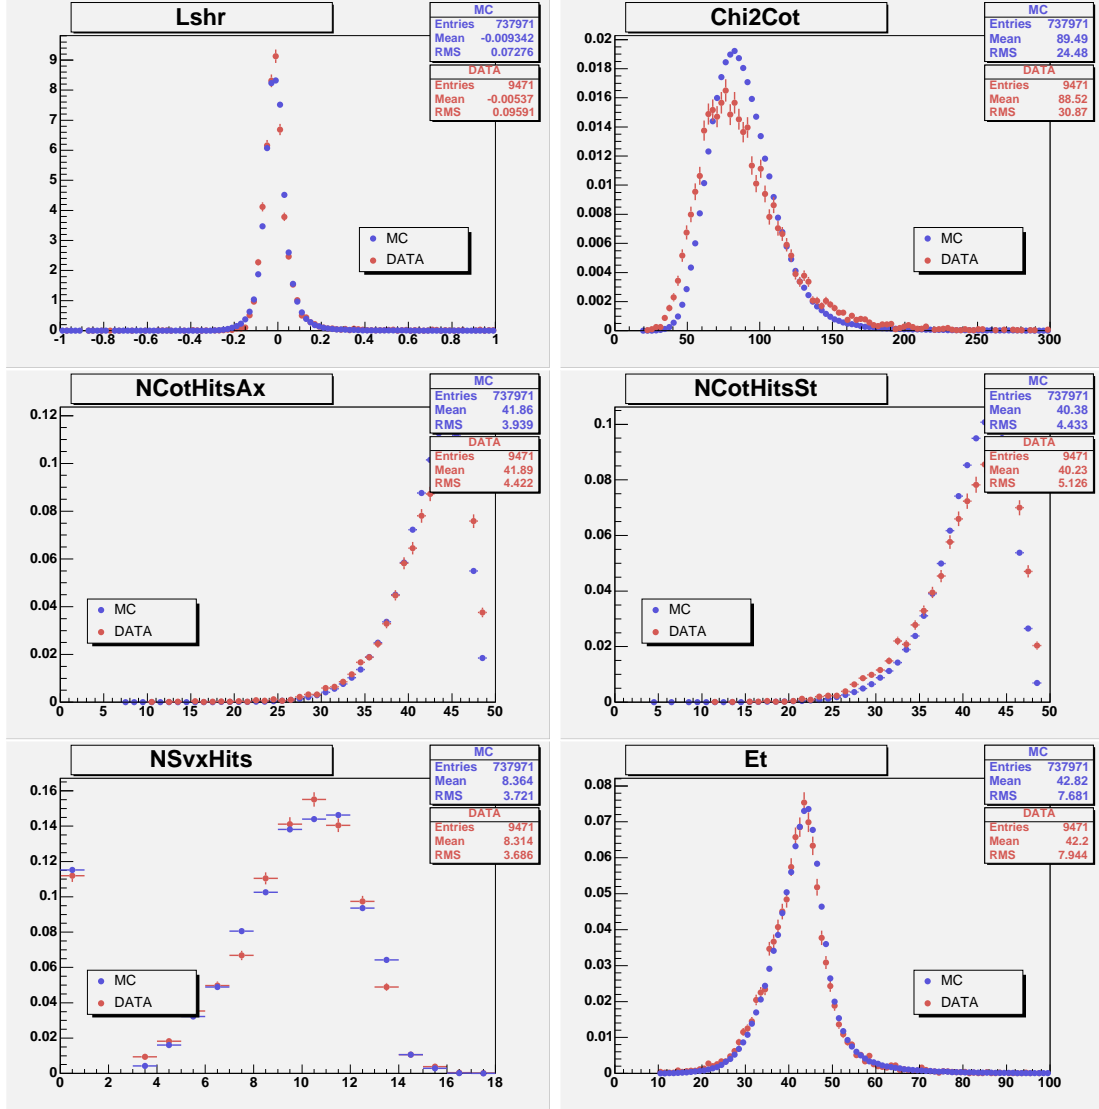 Lshr
MC
Entries 737971
Mean -0.009342
RMS 0.07276
DATA
Entries 9471
Mean -0.00537
RMS 0.09591
9
8
7
6
5
4
3
2
1
0
MC
DATA
-1 -0.8 -0.6 -0.4 -0.2 0 0.2 0.4 0.6 0.8 1
Chi2Cot
MC
Entries 737971
Mean 89.49
RMS 24.48
DATA
Entries 9471
Mean 88.52
RMS 30.87
0.02
0.018
0.016
0.014
0.012
0.01
0.008
0.006
0.004
0.002
0
MC
DATA
0 50 100 150 200 250 300
NCotHitsAx
MC
Entries 737971
Mean 41.86
RMS 3.939
DATA
Entries 9471
Mean 41.89
RMS 4.422
0.12
0.1
0.08
0.06
0.04
0.02
0
MC
DATA
0 5 10 15 20 25 30 35 40 45 50
NCotHitsSt
MC
Entries 737971
Mean 40.38
RMS 4.433
DATA
Entries 9471
Mean 40.23
RMS 5.126
0.1
0.08
0.06
0.04
0.02
0
MC
DATA
0 5 10 15 20 25 30 35 40 45 50
NSvxHits
MC
Entries 737971
Mean 8.364
RMS 3.721
DATA
Entries 9471
Mean 8.314
RMS 3.686
0.16
0.14
0.12
0.1
0.08
0.06
0.04
0.02
0
MC
DATA
0 2 4 6 8 10 12 14 16 18
Et
MC
Entries 737971
Mean 42.82
RMS 7.681
DATA
Entries 9471
Mean 42.2
RMS 7.944
0.08
0.07
0.06
0.05
0.04
0.03
0.02
0.01
0
MC
DATA
0 10 20 30 40 50 60 70 80 90 100